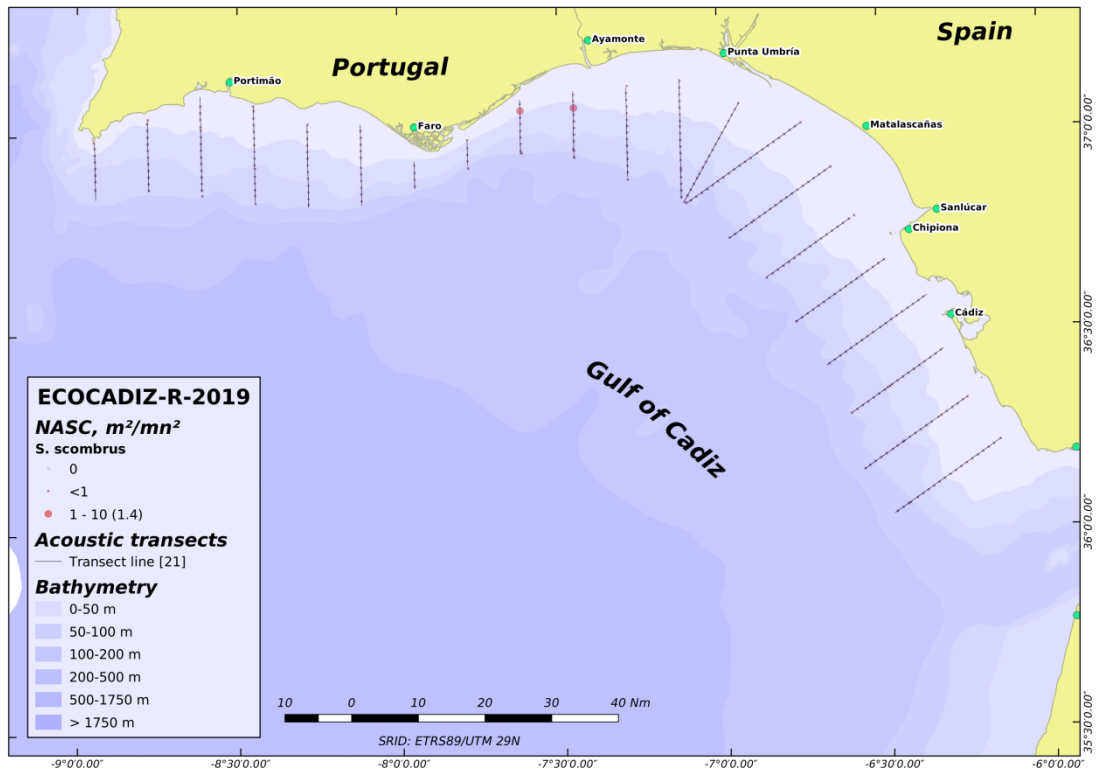 Spain
Ayamonte
Punta Umbría
Portugal
Portimão
Faro
Matalascañas
37°0'0.00"
Sanlúcar
Chipiona
Cádiz
36°30'0.00"
Gulf of Cadiz
36°0'0.00"
35°30'0.00"
ECOCADIZ-R-2019
NASC, m²/mn²
S. scombrus
0
<1
1 - 10 (1.4)
Acoustic transects
Transect line [21]
Bathymetry
0-50 m
50-100 m
100-200 m
200-500 m
500-1750 m
> 1750 m
10 0 10 20 30 40 Nm
SRID: ETRS89/UTM 29N
-9°0'0.00" -8°30'0.00" -8°0'0.00" -7°30'0.00" -7°0'0.00" -6°30'0.00" -6°0'0.00"